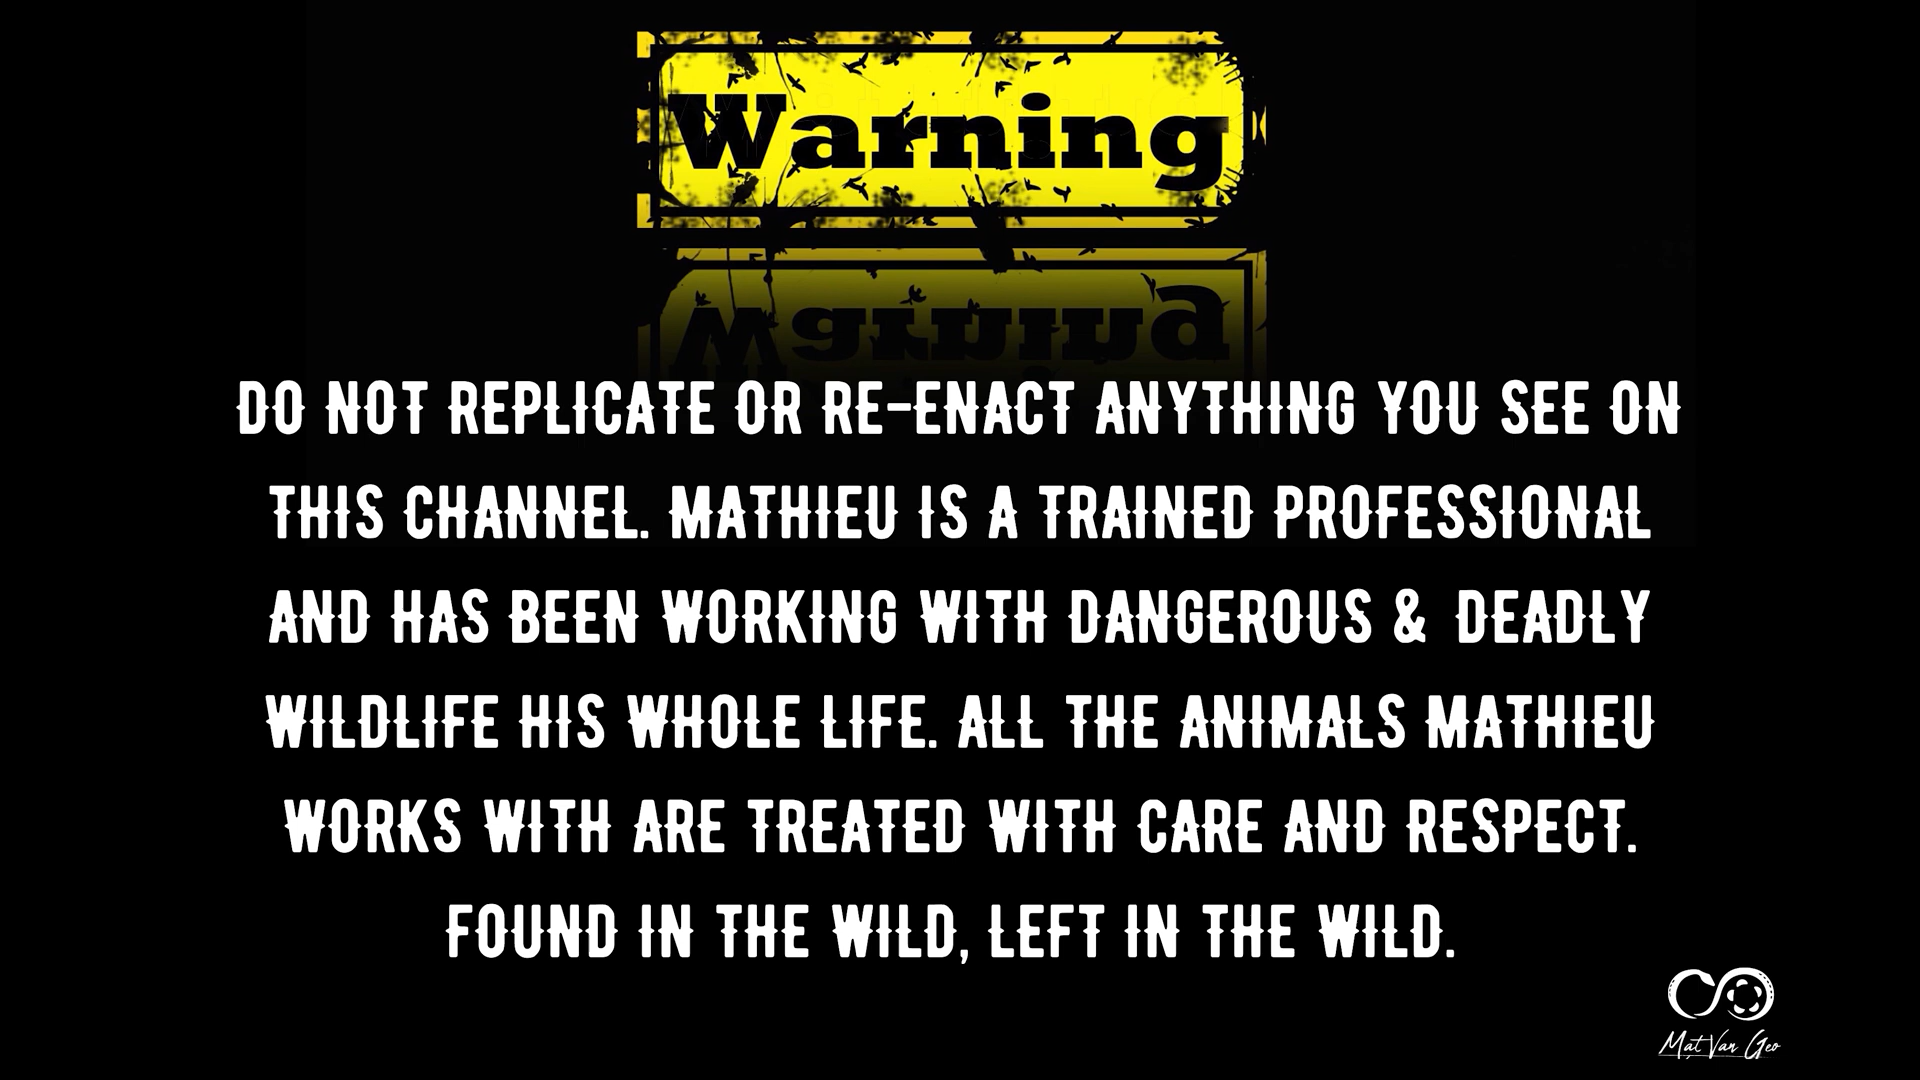 Warning
DO NOT REPLICATE OR RE-ENACT ANYTHING YOU SEE ON
THIS CHANNEL. MATHIEU IS A TRAINED PROFESSIONAL
AND HAS BEEN WORKING WITH DANGEROUS & DEADLY
WILDLIFE HIS WHOLE LIFE. ALL THE ANIMALS MATHIEU
WORKS WITH ARE TREATED WITH CARE AND RESPECT.
FOUND IN THE WILD, LEFT IN THE WILD.
Mat Van Geo